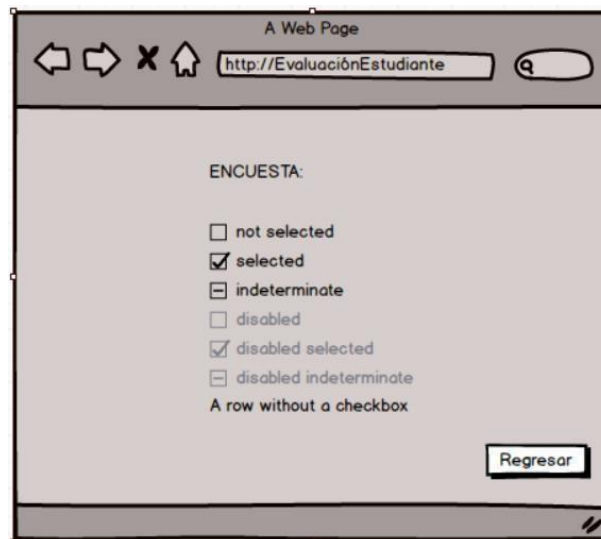 A Web Page
http://EvaluaciónEstudiante
ENCUESTA:
not selected
selected
indeterminate
disabled
disabled selected
disabled indeterminate
A row without a checkbox
Regresar